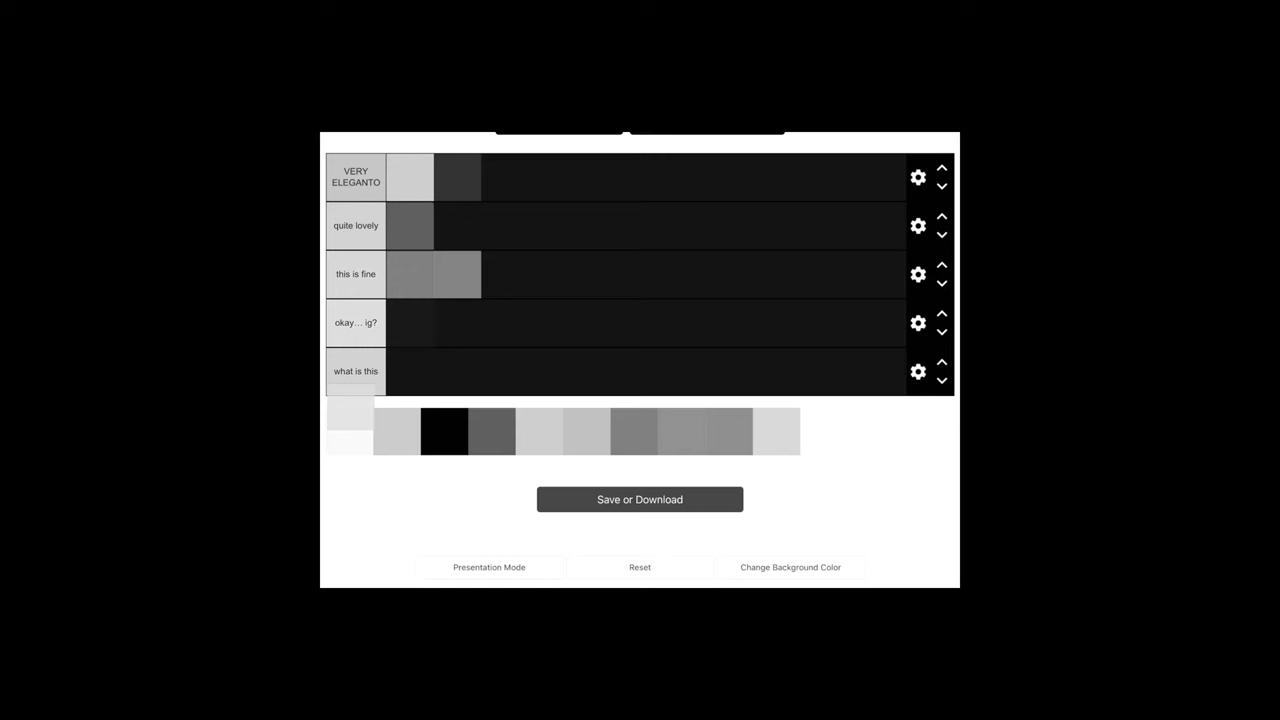 VERY
ELEGANTO
quite lovely
this is fine
okay... ig?
what is this
Save or Download
Presentation Mode
Reset
Change Background Color